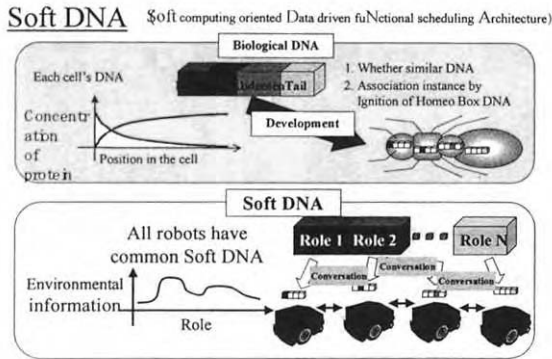 Soft DNA
Soft computing oriented Data driven fuNctional scheduling Architecture)
Biological DNA
Each cell's DNA
Tail
1. Whether similar DNA
2. Association instance by
Ignition of Homeo Box DNA
Development
Concentr
ation
of
protein
Position in the cell
Soft DNA
All robots have
common Soft DNA
Role 1 Role 2 Role N
Conversation
Conversation
Conversation
Environmental
information
Role